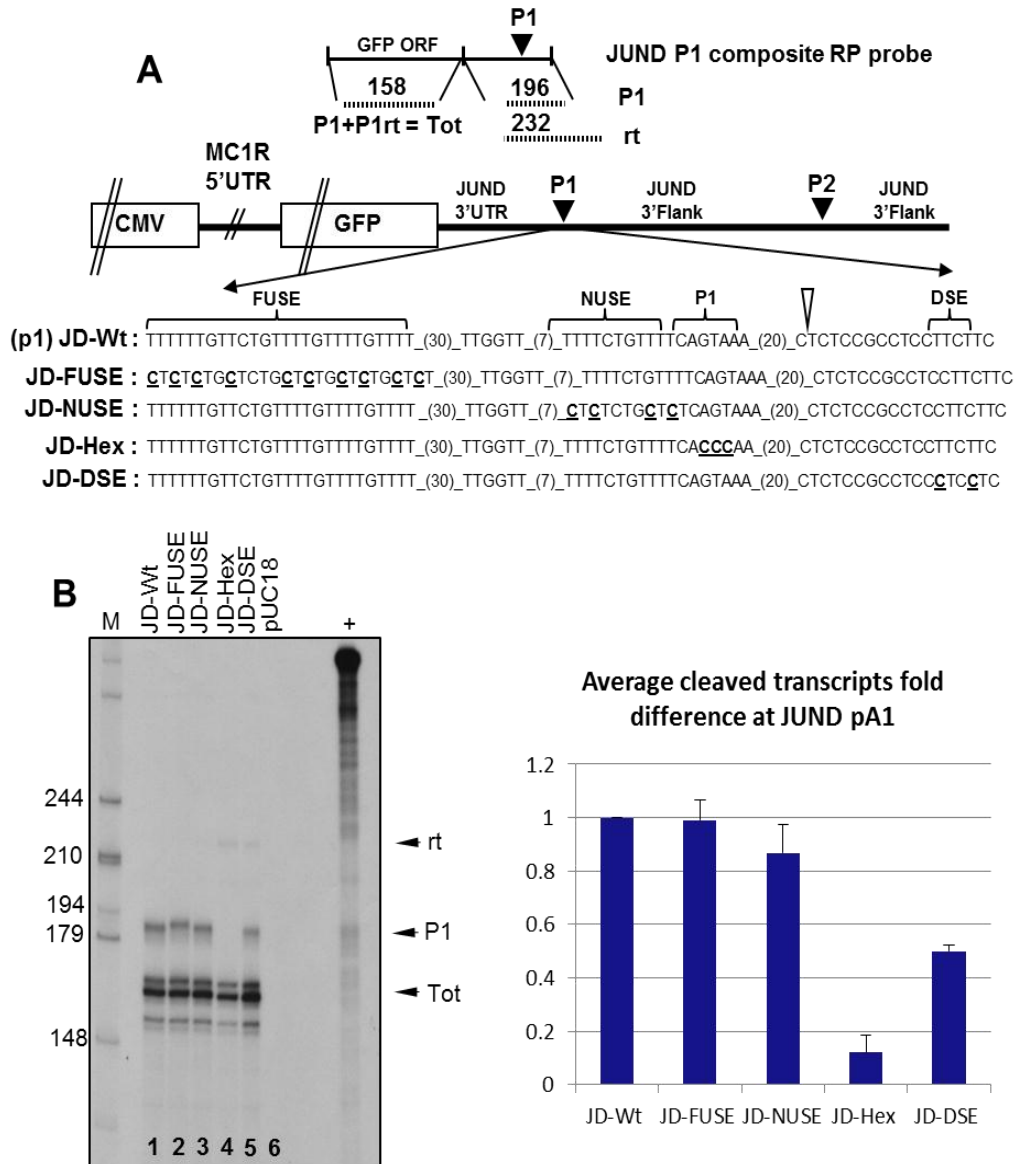 A
P1
GFP ORF
JUND P1 composite RP probe
158
196
P1
P1+P1rt = Tot
232
rt
MC1R
5'UTR
JUND
3'UTR
P1
JUND
3'Flank
P2
JUND
3'Flank
CMV
GFP
FUSE
NUSE
P1
DSE
(p1) JD-Wt : TTTTTTGTTCTGTTTTGTTTTGTTTT_(30)_TTGGTT_(7)_TTTTCTGTTTTCAGTAAA_(20)_CTCTCCGCCTCCTTCTTC
JD-FUSE : CTCTCTGCTCTGCTCTGCTCTGCTCT_(30)_TTGGTT_(7)_TTTTCTGTTTTCAGTAAA_(20)_CTCTCCGCCTCCTTCTTC
JD-NUSE : TTTTTTGTTCTGTTTTGTTTTGTTTT_(30)_TTGGTT_(7)_CTCTCTGCTCTCAGTAAA_(20)_CTCTCCGCCTCCTTCTTC
JD-Hex : TTTTTTGTTCTGTTTTGTTTTGTTTT_(30)_TTGGTT_(7)_TTTTCTGTTTTCACCCAA_(20)_CTCTCCGCCTCCTTCTTC
JD-DSE : TTTTTTGTTCTGTTTTGTTTTGTTTT_(30)_TTGGTT_(7)_TTTTCTGTTTTCAGTAAA_(20)_CTCTCCGCCTCCCTCCTC
B
M
JD-Wt
JD-FUSE
JD-NUSE
JD-Hex
JD-DSE
pUC18
+
244
210
194
179
148
rt
P1
Tot
1 2 3 4 5 6
Average cleaved transcripts fold
difference at JUND pA1
1.2
1
0.8
0.6
0.4
0.2
0
JD-Wt JD-FUSE JD-NUSE JD-Hex JD-DSE